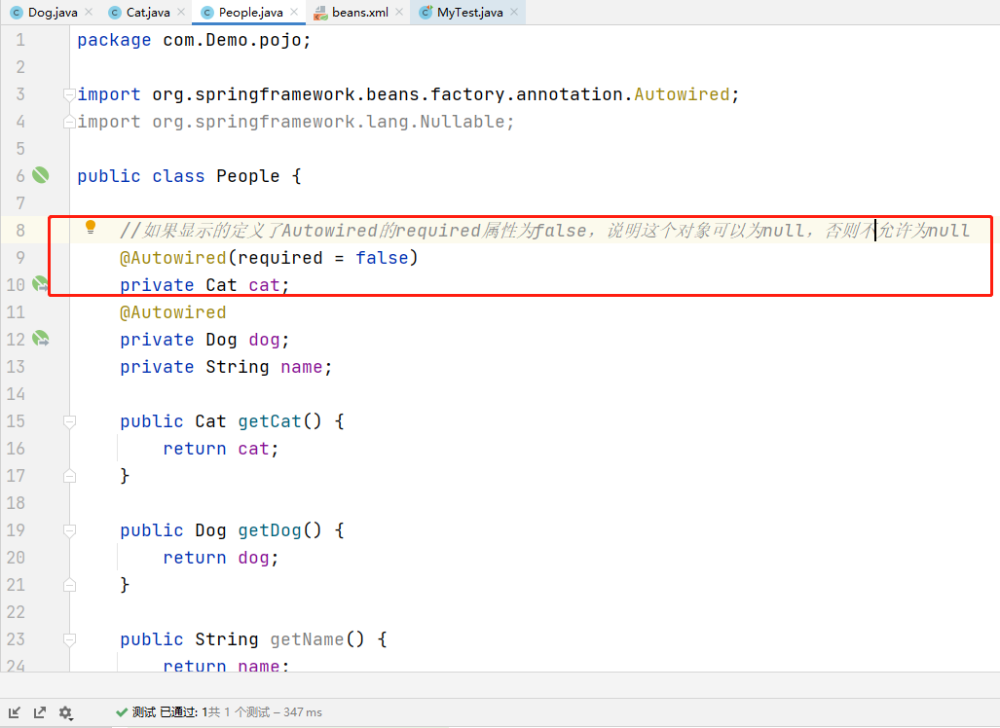 Dog.java Cat.java People.java beans.xml MyTest.java
1 package com.Demo.pojo;
2
3 import org.springframework.beans.factory.annotation.Autowired;
4 import org.springframework.lang.Nullable;
5
6 public class People {
7
8 //如果显示的定义了Autowired的required属性为false，说明这个对象可以为null，否则不允许为null
9 @Autowired(required = false)
10 private Cat cat;
11 @Autowired
12 private Dog dog;
13 private String name;
14
15 public Cat getCat() {
16 return cat;
17 }
18
19 public Dog getDog() {
20 return dog;
21 }
22
23 public String getName() {
24 return name;
测试 已通过: 1共 1 个测试 – 347 ms